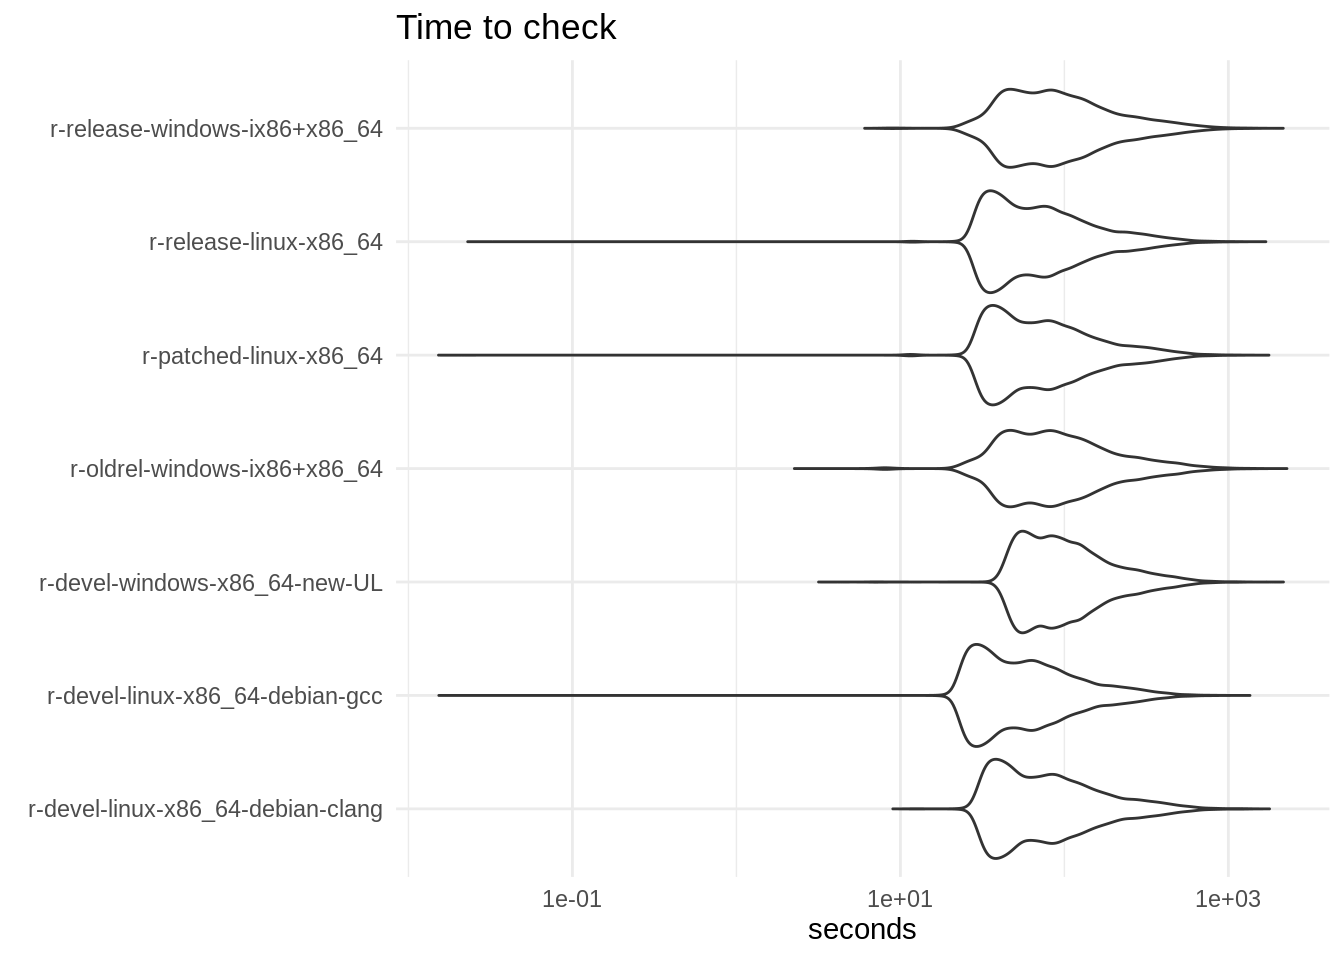 Time to check
r-release-windows-ix86+x86_64
r-release-linux-x86_64
r-patched-linux-x86_64
r-oldrel-windows-ix86+x86_64
r-devel-windows-x86_64-new-UL
r-devel-linux-x86_64-debian-gcc
r-devel-linux-x86_64-debian-clang
1e-01 1e+01 1e+03
seconds